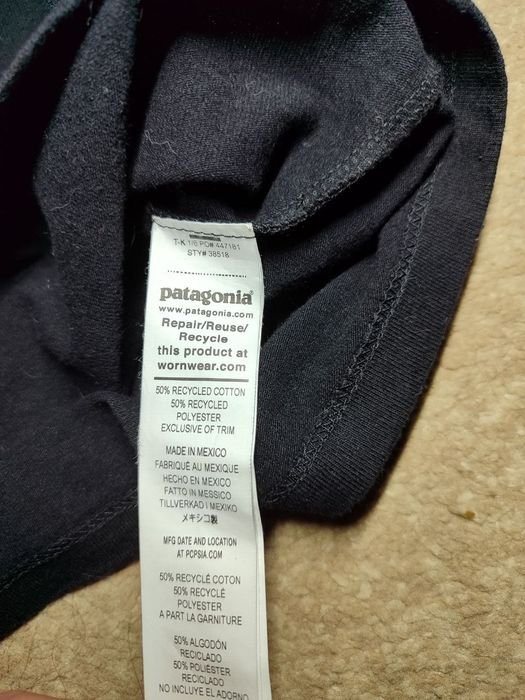 T-K 1/6 PO# 447181
STY# 38518
patagonia®
www.patagonia.com
Repair/Reuse/
Recycle
this product at
wornwear.com
50% RECYCLED COTTON
50% RECYCLED
POLYESTER
EXCLUSIVE OF TRIM
MADE IN MEXICO
FABRIQUÉ AU MEXIQUE
HECHO EN MÉXICO
FATTO IN MESSICO
TILLVERKAD I MEXIKO
メキシコ製
MFG DATE AND LOCATION
AT PCPSIA.COM
50% RECYCLÉ COTON
50% RECYCLÉ
POLYESTER
A PART LA GARNITURE
50% ALGODÓN
RECICLADO
50% POLIÉSTER
RECICLADO
NO INCLUYE EL ADORNO